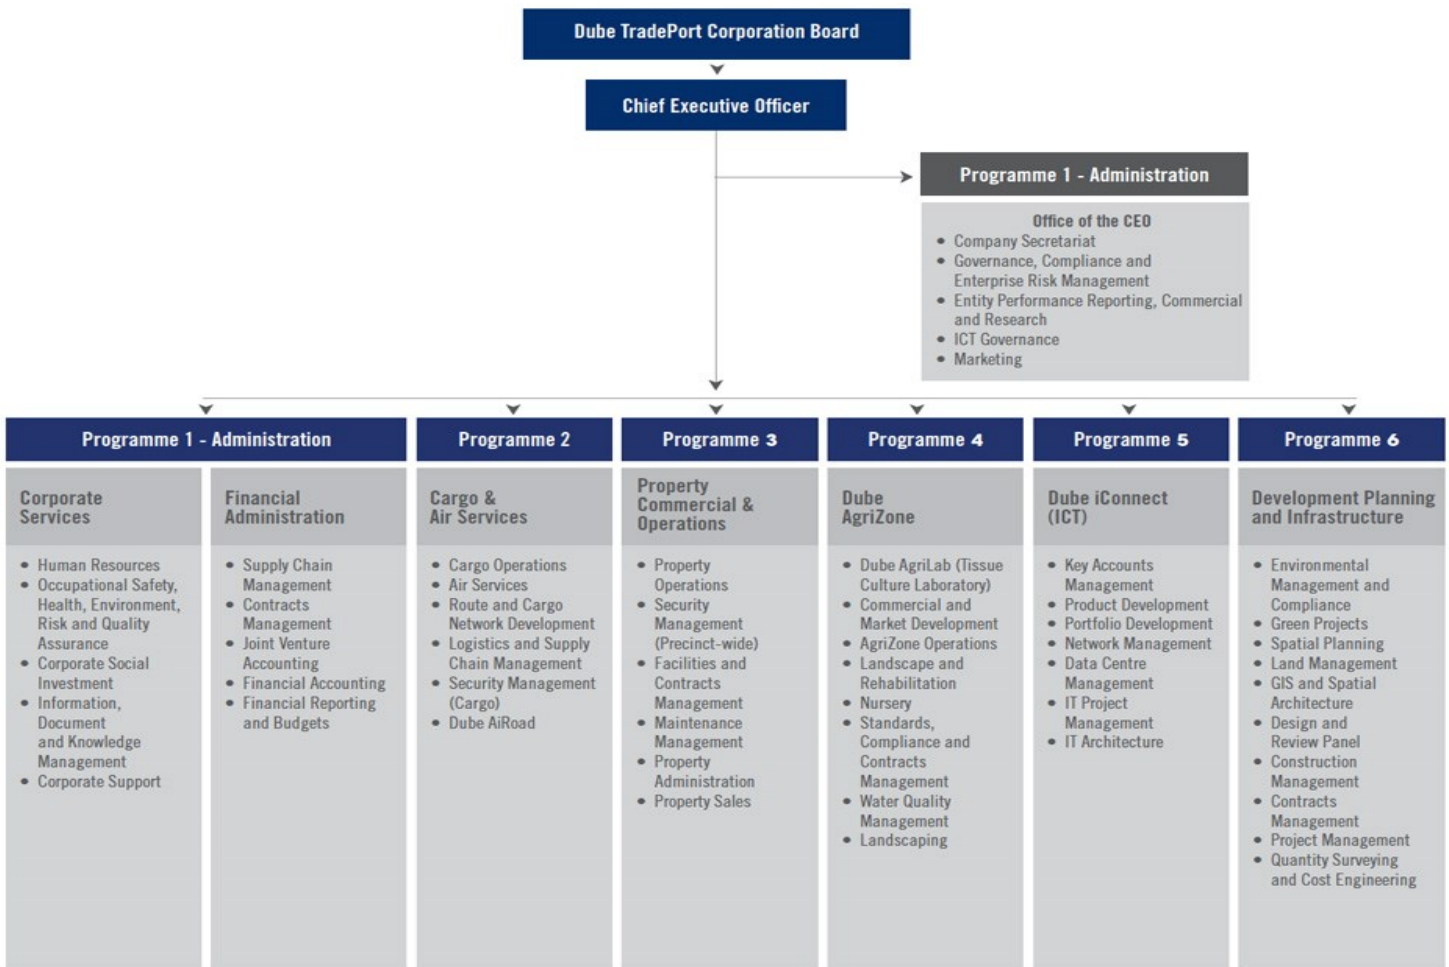 Dube TradePort Corporation Board
Chief Executive Officer
Programme 1 - Administration
Office of the CEO
• Company Secretariat
• Governance, Compliance and
Enterprise Risk Management
• Entity Performance Reporting, Commercial
and Research
• ICT Governance
• Marketing
Programme 1 - Administration
Corporate
Services
• Human Resources
• Occupational Safety,
Health, Environment,
Risk and Quality
Assurance
• Corporate Social
Investment
• Information,
Document
and Knowledge
Management
• Corporate Support
Financial
Administration
• Supply Chain
Management
• Contracts
Management
• Joint Venture
Accounting
• Financial Accounting
• Financial Reporting
and Budgets
Programme 2
Cargo &
Air Services
• Cargo Operations
• Air Services
• Route and Cargo
Network Development
• Logistics and Supply
Chain Management
• Security Management
(Cargo)
• Dube AiRoad
Programme 3
Property
Commercial &
Operations
• Property
Operations
• Security
Management
(Precinct-wide)
• Facilities and
Contracts
Management
• Maintenance
Management
• Property
Administration
• Property Sales
Programme 4
Dube
AgriZone
• Dube AgriLab (Tissue
Culture Laboratory)
• Commercial and
Market Development
• AgriZone Operations
• Landscape and
Rehabilitation
• Nursery
• Standards,
Compliance and
Contracts
Management
• Water Quality
Management
• Landscaping
Programme 5
Dube iConnect
(ICT)
• Key Accounts
Management
• Product Development
• Portfolio Development
• Network Management
• Data Centre
Management
• IT Project
Management
• IT Architecture
Programme 6
Development Planning
and Infrastructure
• Environmental
Management and
Compliance
• Green Projects
• Spatial Planning
• Land Management
• GIS and Spatial
Architecture
• Design and
Review Panel
• Construction
Management
• Contracts
Management
• Project Management
• Quantity Surveying
and Cost Engineering